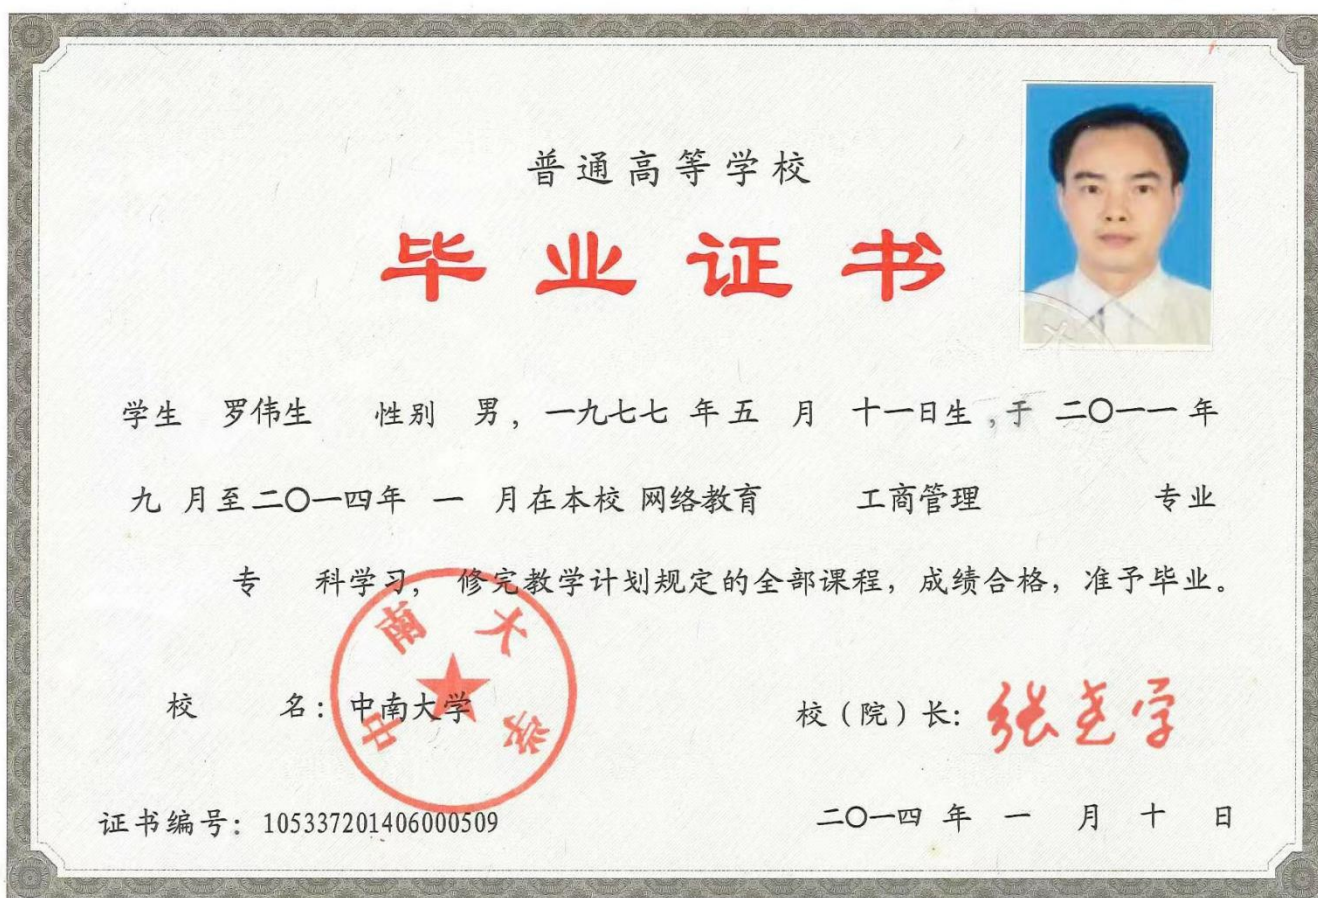 普通高等学校
毕业证书
学生 罗伟生 性别 男，一九七七 年 五 月 十一日生，于 二〇一一 年
九 月至二〇一四年 一 月在本校 网络教育 工商管理 专业
专 科学习， 修完教学计划规定的全部课程，成绩合格，准予毕业。
中南大学
校 名：中南大学
校（院）长：张尧学
证书编号：105337201406000509
二〇一四 年 一 月 十 日